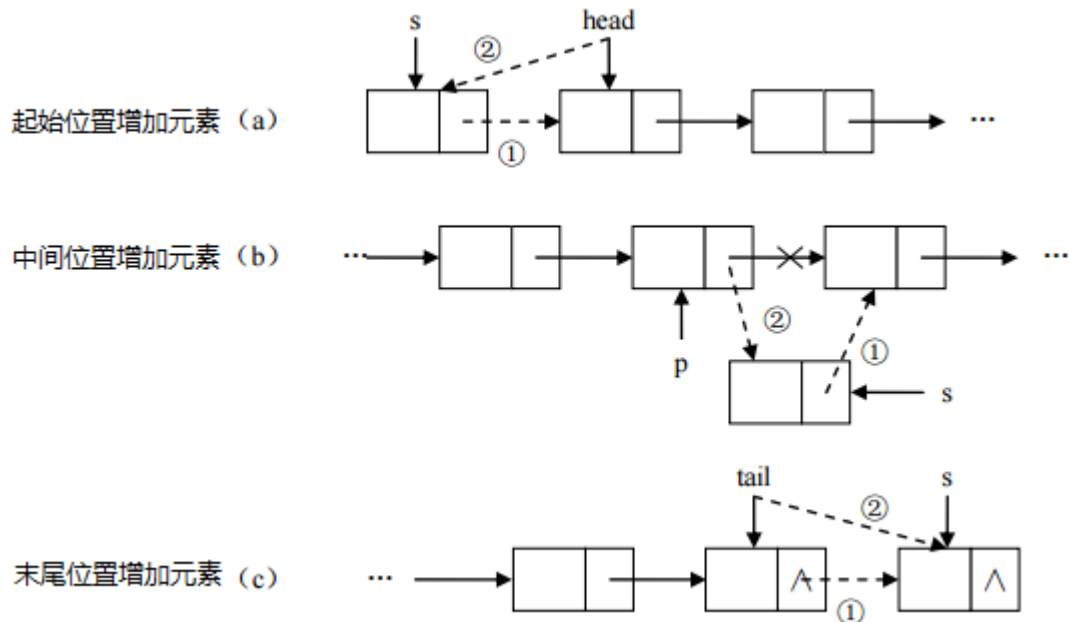 s head
②
起始位置增加元素（a） …
①
中间位置增加元素（b） … …
②
①
p
s
tail s
②
末尾位置增加元素（c） … ∧ ∧
①